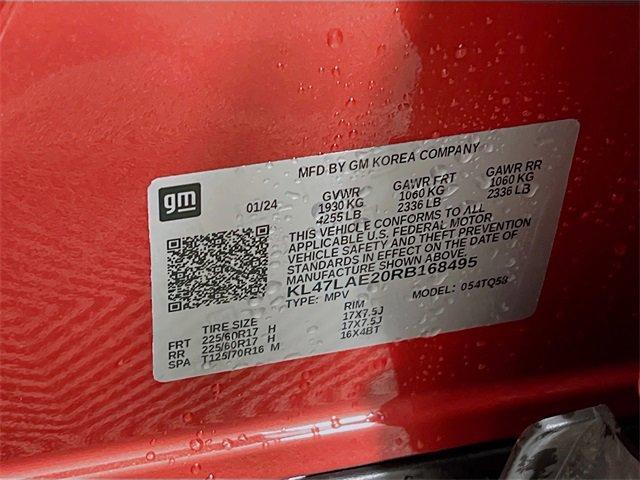 MFD BY GM KOREA COMPANY
gm
01/24
GVWR GAWR FRT GAWR RR
1930 KG 1060 KG 1060 KG
4255 LB 2336 LB 2336 LB
THIS VEHICLE CONFORMS TO ALL
APPLICABLE U.S. FEDERAL MOTOR
VEHICLE SAFETY AND THEFT PREVENTION
STANDARDS IN EFFECT ON THE DATE OF
MANUFACTURE SHOWN ABOVE.
KL47LAE20RB168495
TYPE: MPV MODEL: 054TQ58
TIRE SIZE RIM
FRT 225/60R17 H 17X7.5J
RR 225/60R17 H 17X7.5J
SPA T125/70R16 M 16X4BT